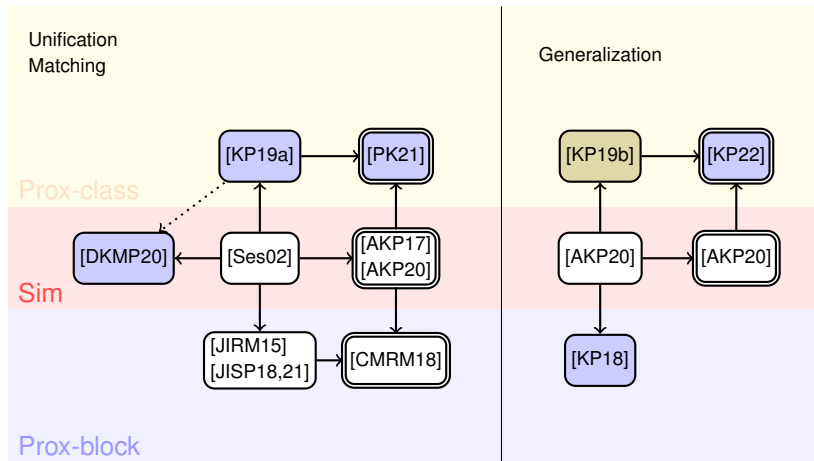 Unification
Matching
Generalization
[KP19a]
[PK21]
[KP19b]
[KP22]
Prox-class
[DKMP20]
[Ses02]
[AKP17]
[AKP20]
[AKP20]
[AKP20]
Sim
[JIRM15]
[JISP18,21]
[CMRM18]
[KP18]
Prox-block